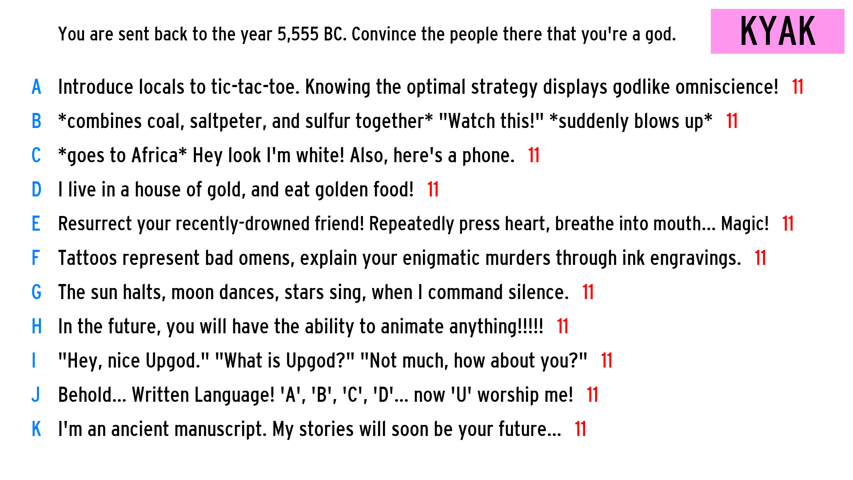 You are sent back to the year 5,555 BC. Convince the people there that you're a god.
KYAK
A Introduce locals to tic-tac-toe. Knowing the optimal strategy displays godlike omniscience! 11
B *combines coal, saltpeter, and sulfur together* "Watch this!" *suddenly blows up* 11
C *goes to Africa* Hey look I'm white! Also, here's a phone. 11
D I live in a house of gold, and eat golden food! 11
E Resurrect your recently-drowned friend! Repeatedly press heart, breathe into mouth... Magic! 11
F Tattoos represent bad omens, explain your enigmatic murders through ink engravings. 11
G The sun halts, moon dances, stars sing, when I command silence. 11
H In the future, you will have the ability to animate anything!!!!! 11
I "Hey, nice Upgod." "What is Upgod?" "Not much, how about you?" 11
J Behold... Written Language! 'A', 'B', 'C', 'D'... now 'U' worship me! 11
K I'm an ancient manuscript. My stories will soon be your future... 11